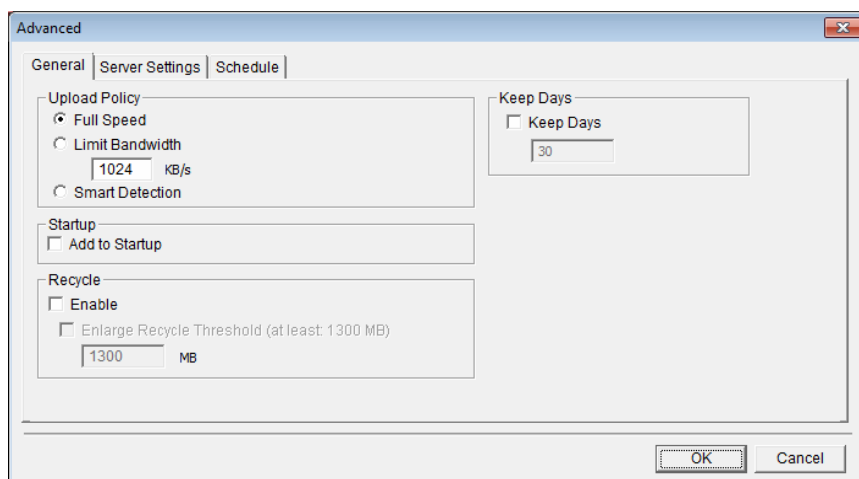 Advanced
General
Server Settings
Schedule
Upload Policy
Full Speed
Limit Bandwidth
1024 KB/s
Smart Detection
Startup
Add to Startup
Recycle
Enable
Enlarge Recycle Threshold (at least: 1300 MB)
1300 MB
Keep Days
Keep Days
30
OK
Cancel